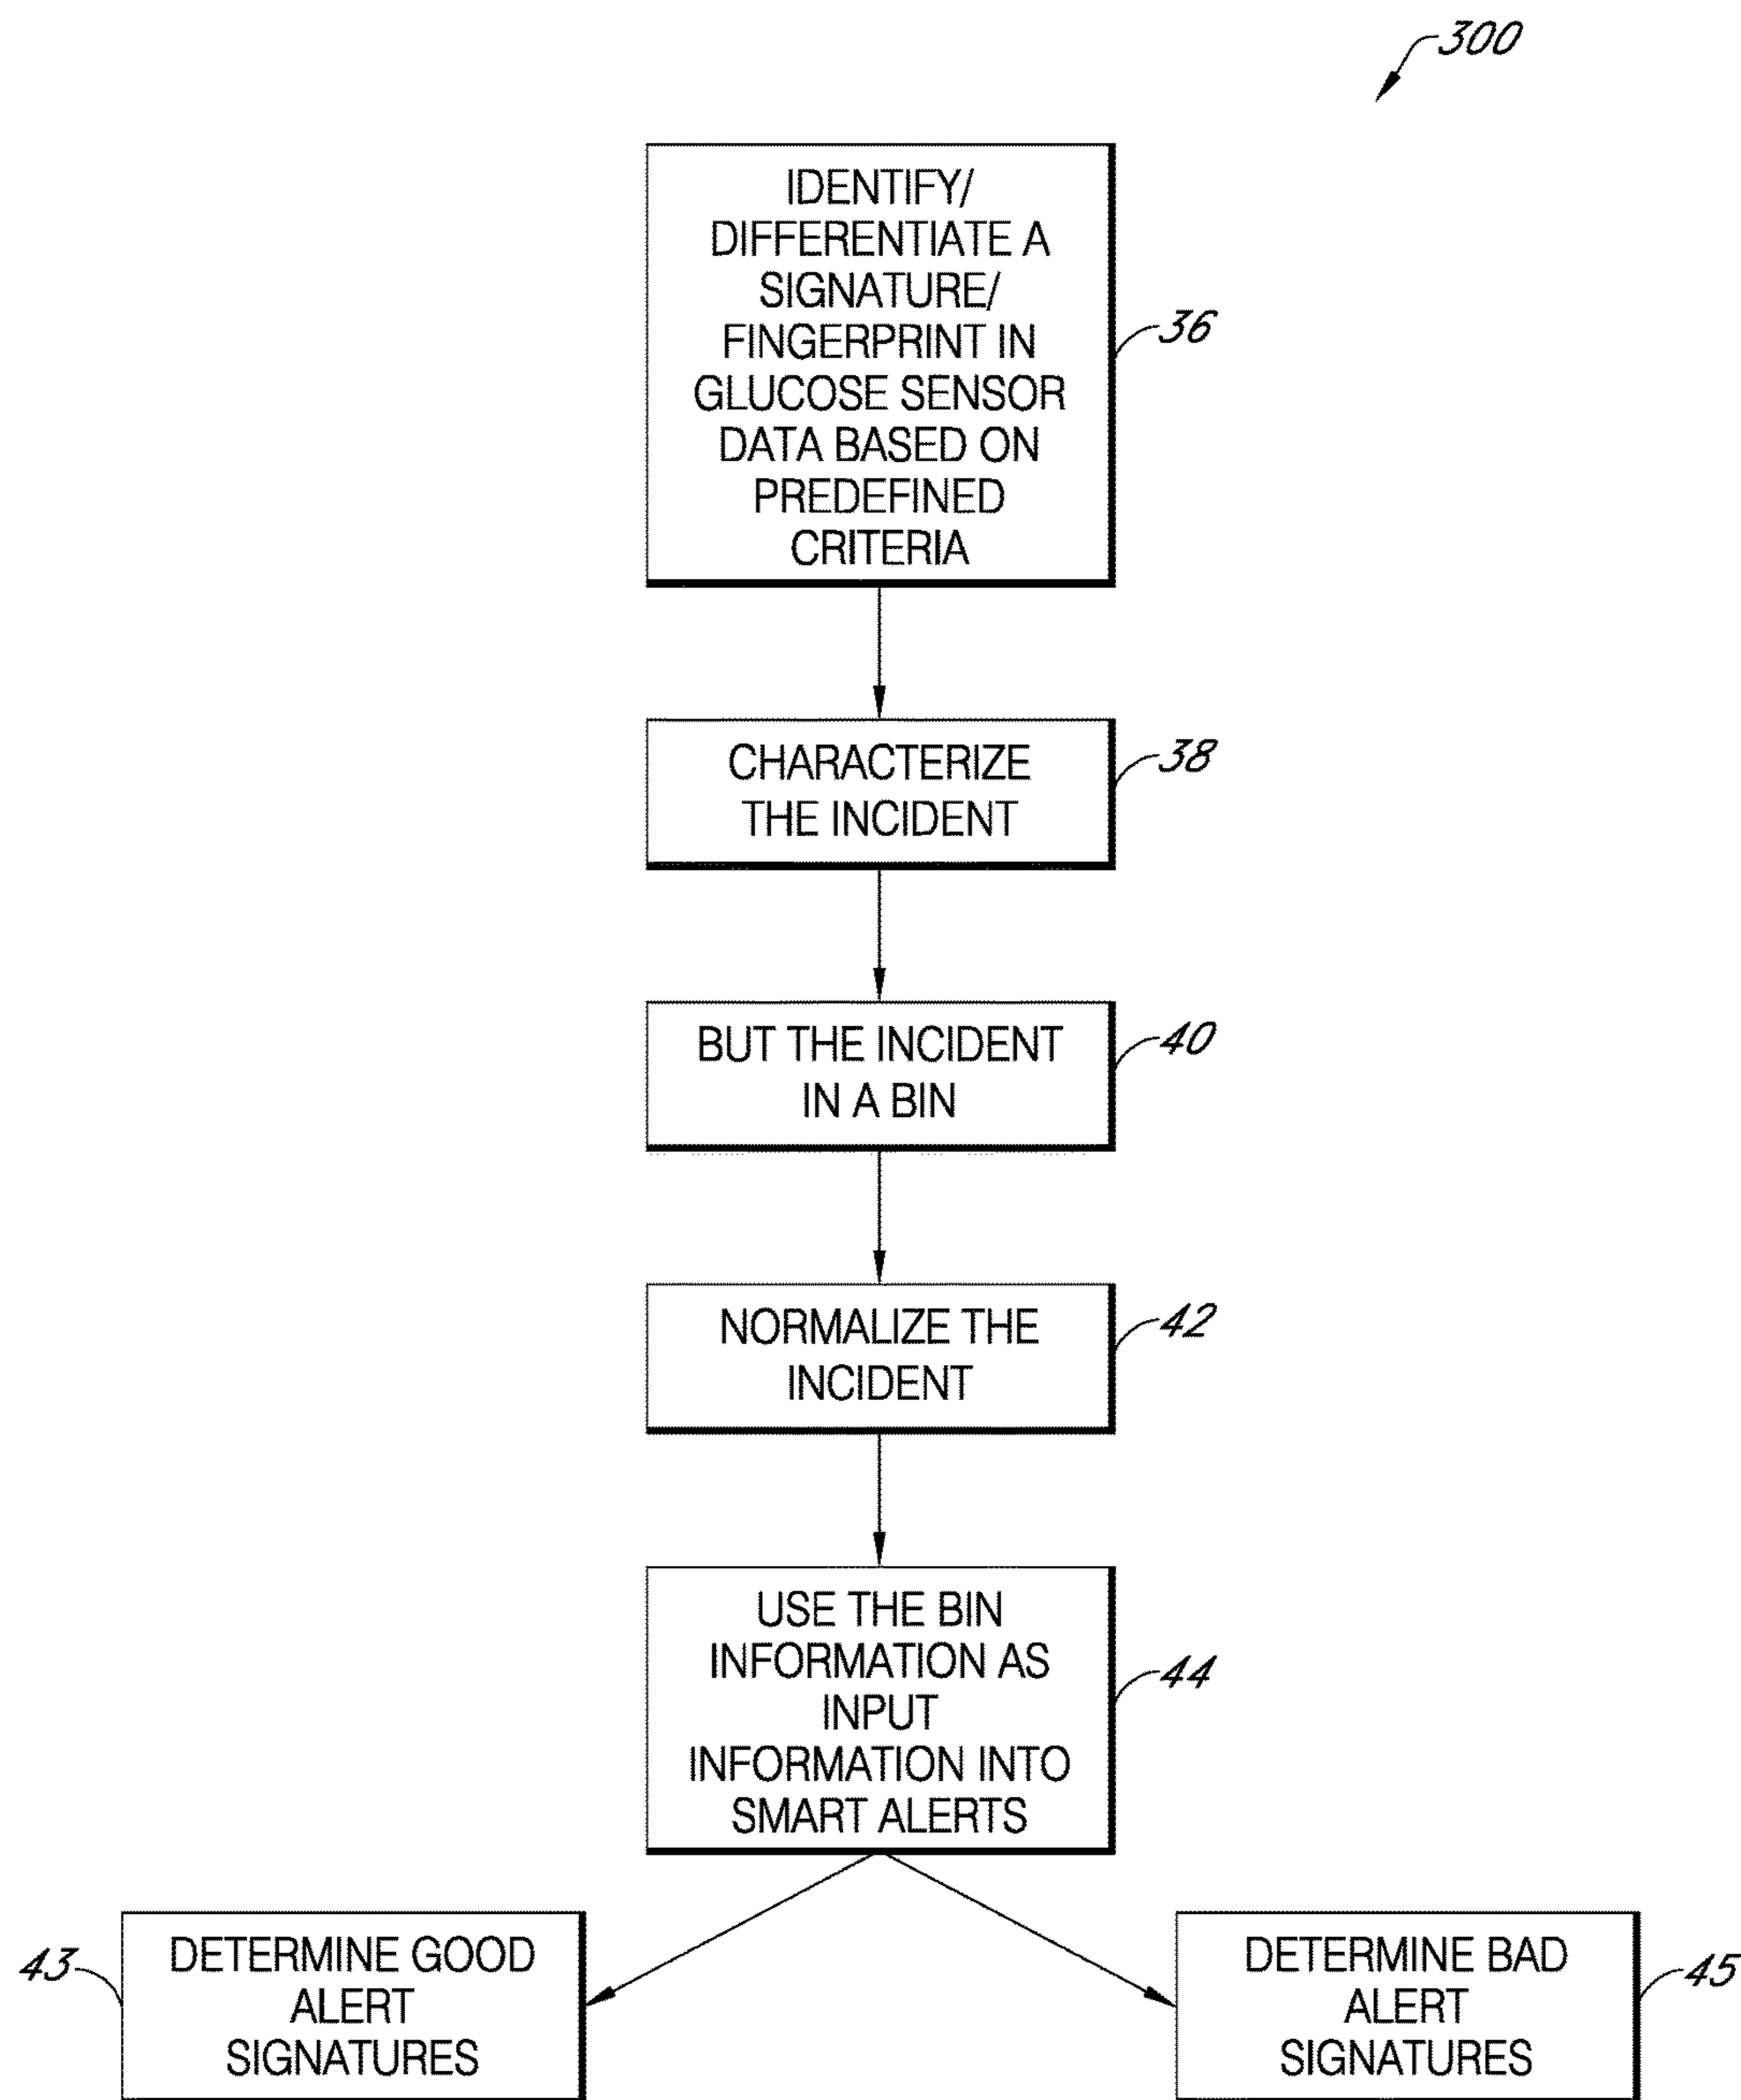 300
IDENTIFY/
DIFFERENTIATE A
SIGNATURE/
FINGERPRINT IN
GLUCOSE SENSOR
DATA BASED ON
PREDEFINED
CRITERIA
36
CHARACTERIZE
THE INCIDENT
38
BUT THE INCIDENT
IN A BIN
40
NORMALIZE THE
INCIDENT
42
USE THE BIN
INFORMATION AS
INPUT
INFORMATION INTO
SMART ALERTS
44
43
DETERMINE GOOD
ALERT
SIGNATURES
DETERMINE BAD
ALERT
SIGNATURES
45